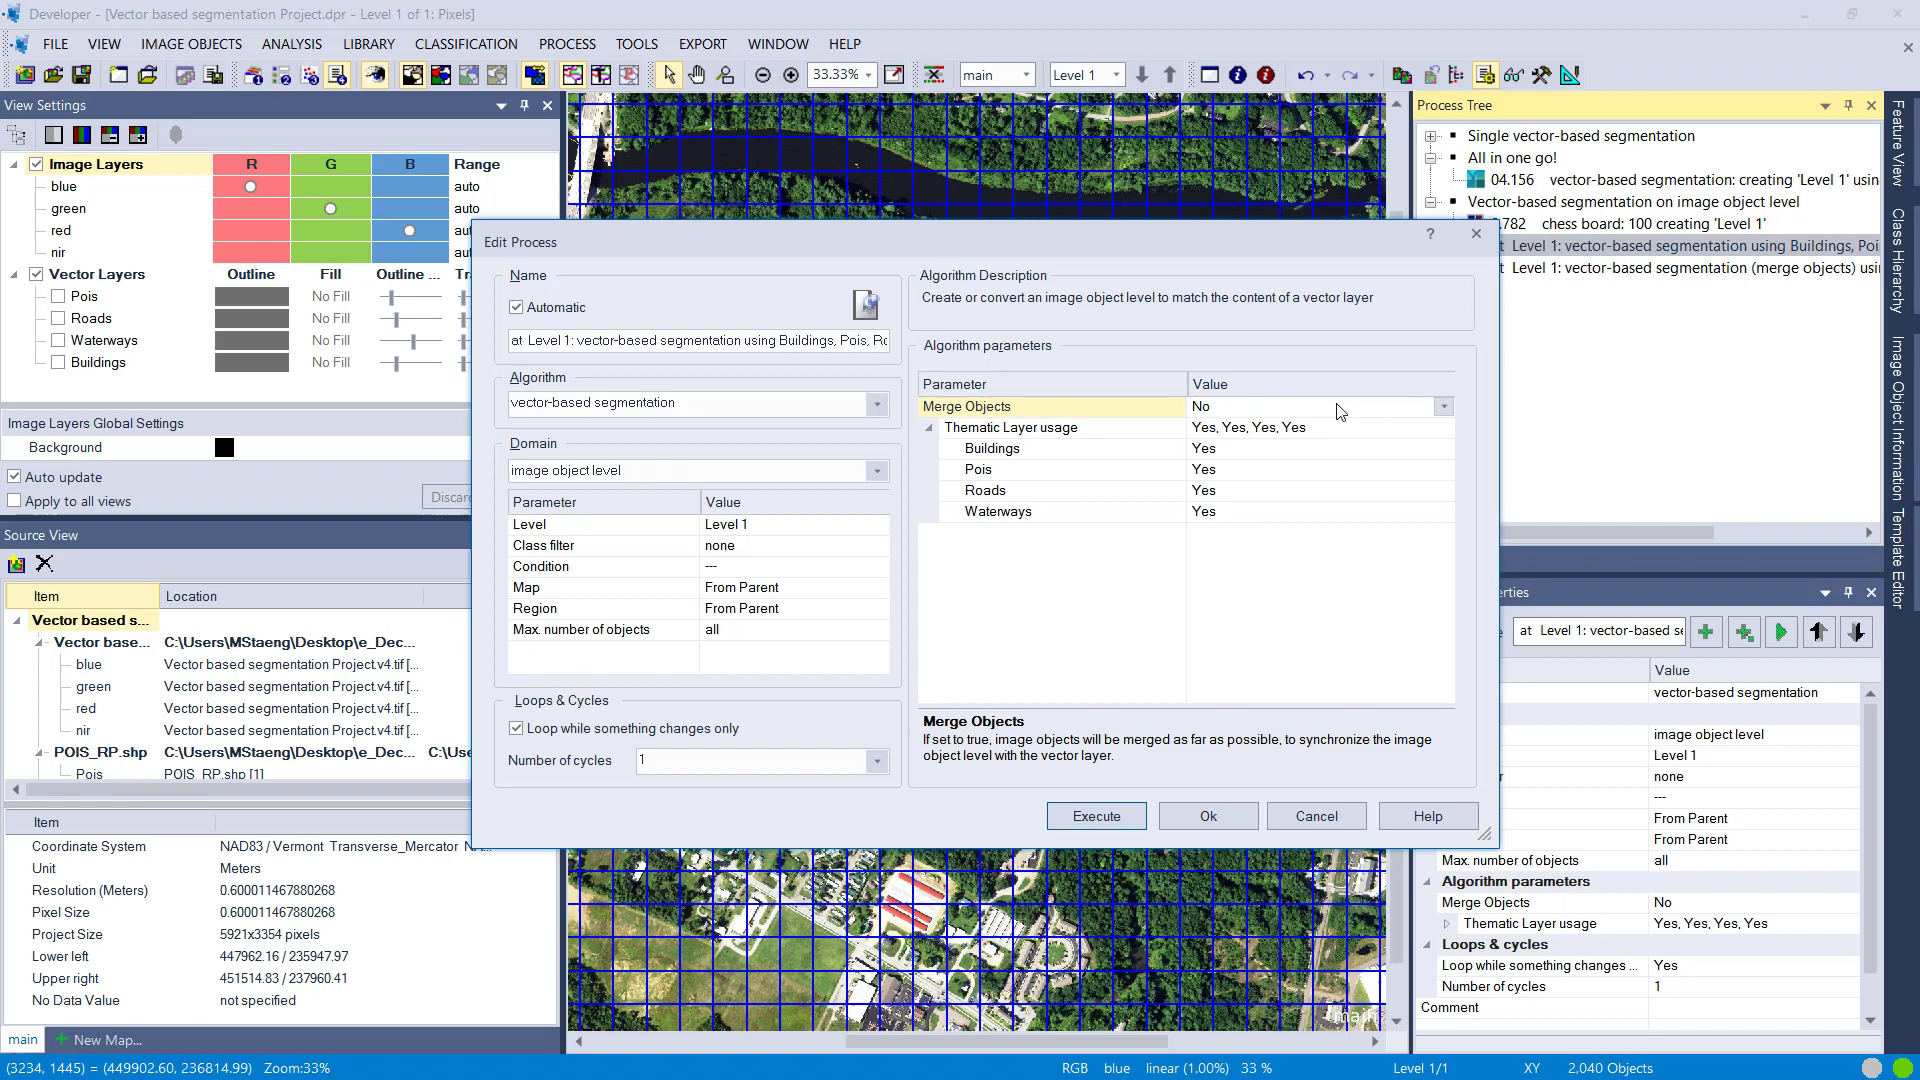 Developer - [Vector based segmentation Project.dpr - Level 1 of 1: Pixels]
FILE VIEW IMAGE OBJECTS ANALYSIS LIBRARY CLASSIFICATION PROCESS TOOLS EXPORT WINDOW HELP
33.33% main Level 1
View Settings
Image Layers R G B Range
blue auto
green auto
red
nir
Vector Layers Outline Fill Outline ...
Pois No Fill
Roads No Fill
Waterways No Fill
Buildings No Fill
Image Layers Global Settings
Background
Auto update
Apply to all views
Source View
Item Location
Vector based s...
Vector base... C:\Users\MStaeng\Desktop\e_Dec...
blue Vector based segmentation Project.v4.tif [...
green Vector based segmentation Project.v4.tif [...
red Vector based segmentation Project.v4.tif [...
nir Vector based segmentation Project.v4.tif [...
POIS_RP.shp C:\Users\MStaeng\Desktop\e_Dec...
Pois POIS_RP.shp [1]
Item
Coordinate System NAD83 / Vermont Transverse_Mercator
Unit Meters
Resolution (Meters) 0.600011467880268
Pixel Size 0.600011467880268
Project Size 5921x3354 pixels
Lower left 447962.16 / 235947.97
Upper right 451514.83 / 237960.41
No Data Value not specified
main New Map...
(3234, 1445) = (449902.60, 236814.99) Zoom:33%
RGB blue linear (1.00%) 33 % Level 1/1 XY 2,040 Objects
Edit Process
Name
Automatic
at Level 1: vector-based segmentation using Buildings, Pois,
Algorithm
vector-based segmentation
Domain
image object level
Parameter Value
Level Level 1
Class filter none
Condition ---
Map From Parent
Region From Parent
Max. number of objects all
Loops & Cycles
Loop while something changes only
Number of cycles 1
Algorithm Description
Create or convert an image object level to match the content of a vector layer
Algorithm parameters
Parameter Value
Merge Objects No
Thematic Layer usage Yes, Yes, Yes, Yes
Buildings Yes
Pois Yes
Roads Yes
Waterways Yes
Merge Objects
If set to true, image objects will be merged as far as possible, to synchronize the image
object level with the vector layer.
Execute Ok Cancel Help
main
Process Tree
Single vector-based segmentation
All in one go!
04.156 vector-based segmentation: creating 'Level 1'
Vector-based segmentation on image object level
.782 chess board: 100 creating 'Level 1'
Level 1: vector-based segmentation using Buildings,
Level 1: vector-based segmentation (merge objects)
at Level 1: vector-based
Value
vector-based segmentation
image object level
Level 1
none
---
From Parent
From Parent
Max. number of objects all
Algorithm parameters
Merge Objects No
Thematic Layer usage Yes, Yes, Yes, Yes
Loops & cycles
Loop while something changes ... Yes
Number of cycles 1
Comment
Feature View
Class Hierarchy
Image Object Information
Template Editor